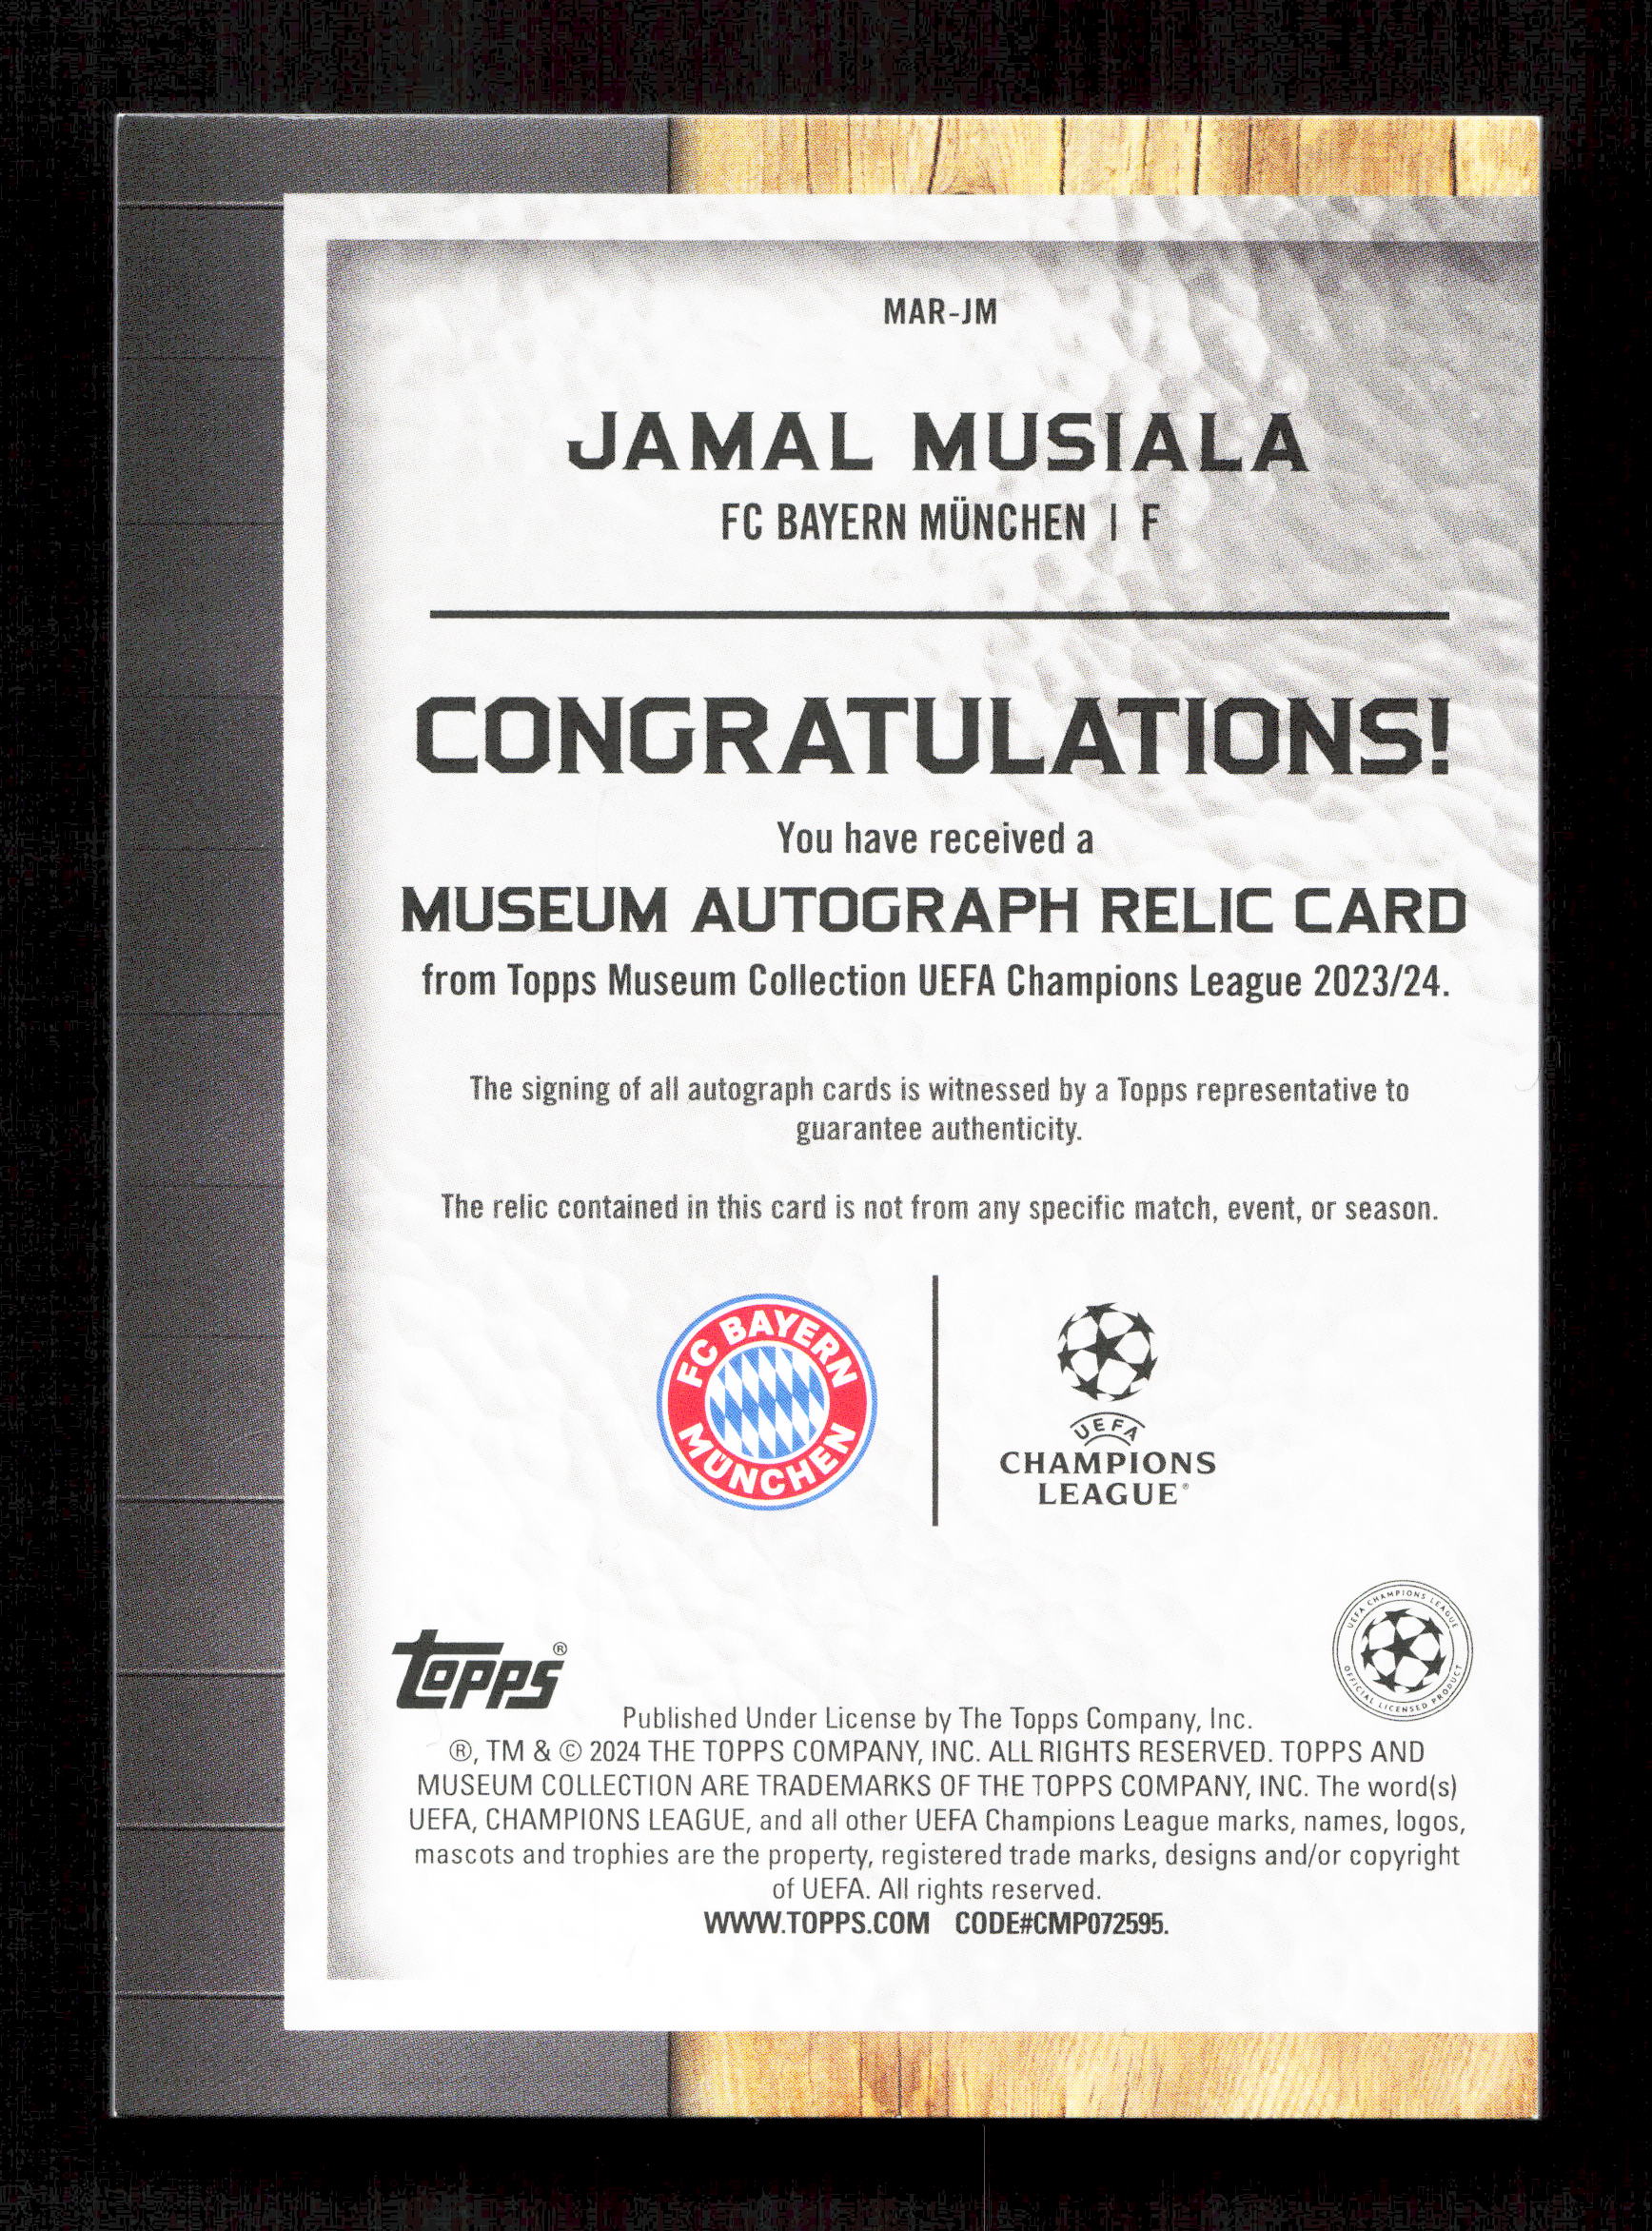 MAR-JM
JAMAL MUSIALA
FC BAYERN MÜNCHEN | F
CONGRATULATIONS!
You have received a
MUSEUM AUTOGRAPH RELIC CARD
from Topps Museum Collection UEFA Champions League 2023/24.
The signing of all autograph cards is witnessed by a Topps representative to
guarantee authenticity.
The relic contained in this card is not from any specific match, event, or season.
FC BAYERN
MÜNCHEN
UEFA
CHAMPIONS
LEAGUE®
UEFA CHAMPIONS LEAGUE
OFFICIAL LICENSED PRODUCT
topps®
Published Under License by The Topps Company, Inc.
®, TM & © 2024 THE TOPPS COMPANY, INC. ALL RIGHTS RESERVED. TOPPS AND
MUSEUM COLLECTION ARE TRADEMARKS OF THE TOPPS COMPANY, INC. The word(s)
UEFA, CHAMPIONS LEAGUE, and all other UEFA Champions League marks, names, logos,
mascots and trophies are the property, registered trade marks, designs and/or copyright
of UEFA. All rights reserved.
WWW.TOPPS.COM CODE#CMP072595.